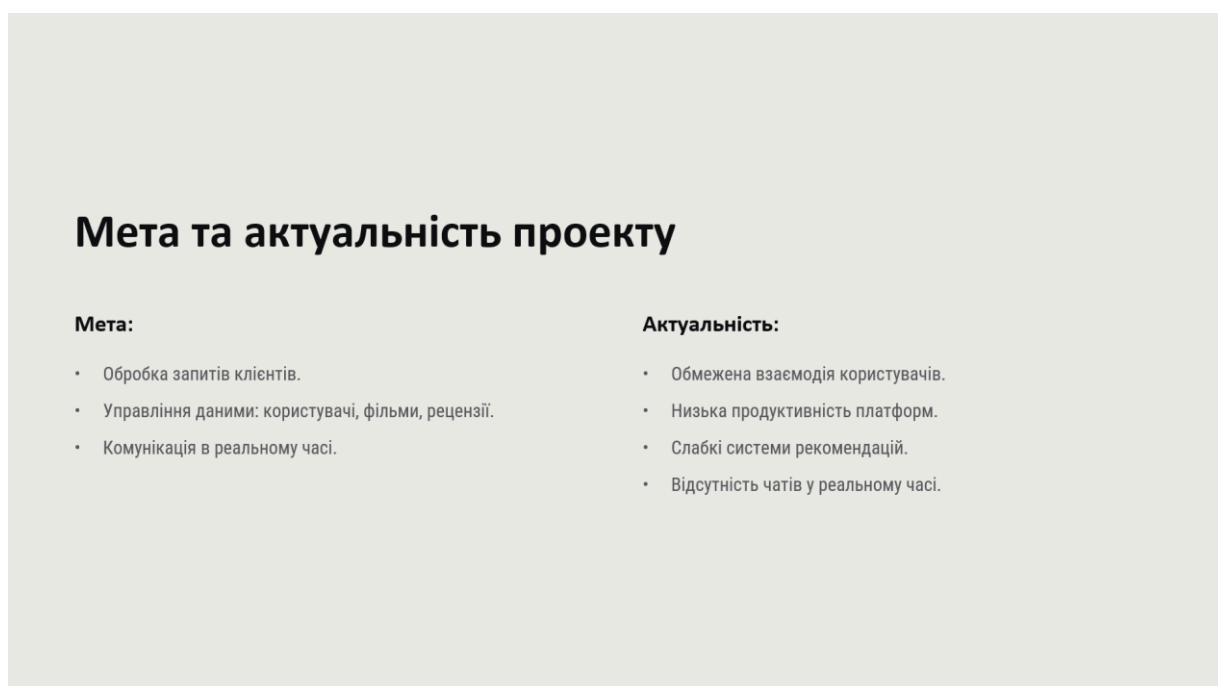 Мета та актуальність проекту
Мета:
• Обробка запитів клієнтів.
• Управління даними: користувачі, фільми, рецензії.
• Комунікація в реальному часі.
Актуальність:
• Обмежена взаємодія користувачів.
• Низька продуктивність платформ.
• Слабкі системи рекомендацій.
• Відсутність чатів у реальному часі.